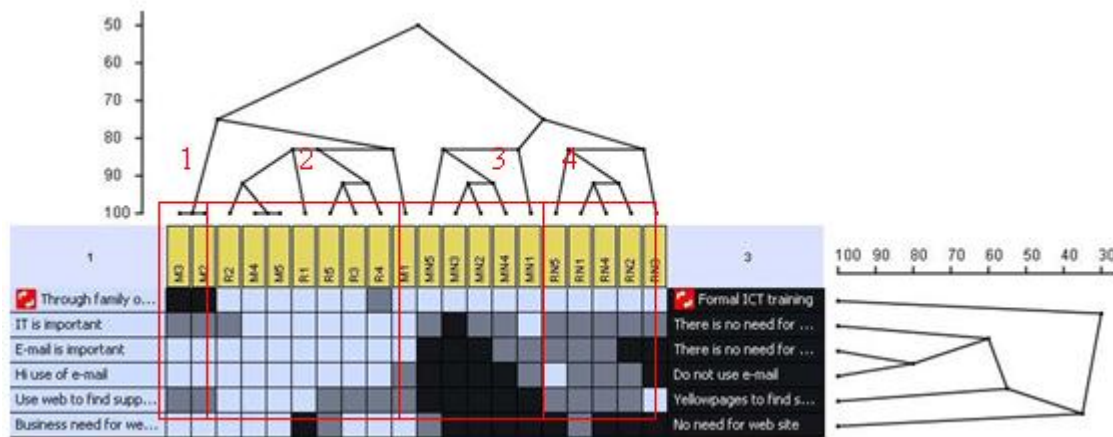 50
60
70
80
90
100
1
2
3
4
1
M3
M2
R2
M4
M5
R1
R5
R3
R4
M1
MN5
MN3
MN2
MN4
MN1
RN5
RN1
RN4
RN2
RN3
3
100 90 80 70 60 50 40 30
Through family o... Formal ICT training
IT is important There is no need for ...
E-mail is important There is no need for ...
Hi use of e-mail Do not use e-mail
Use web to find supp... Yellowpages to find s...
Business need for we... No need for web site